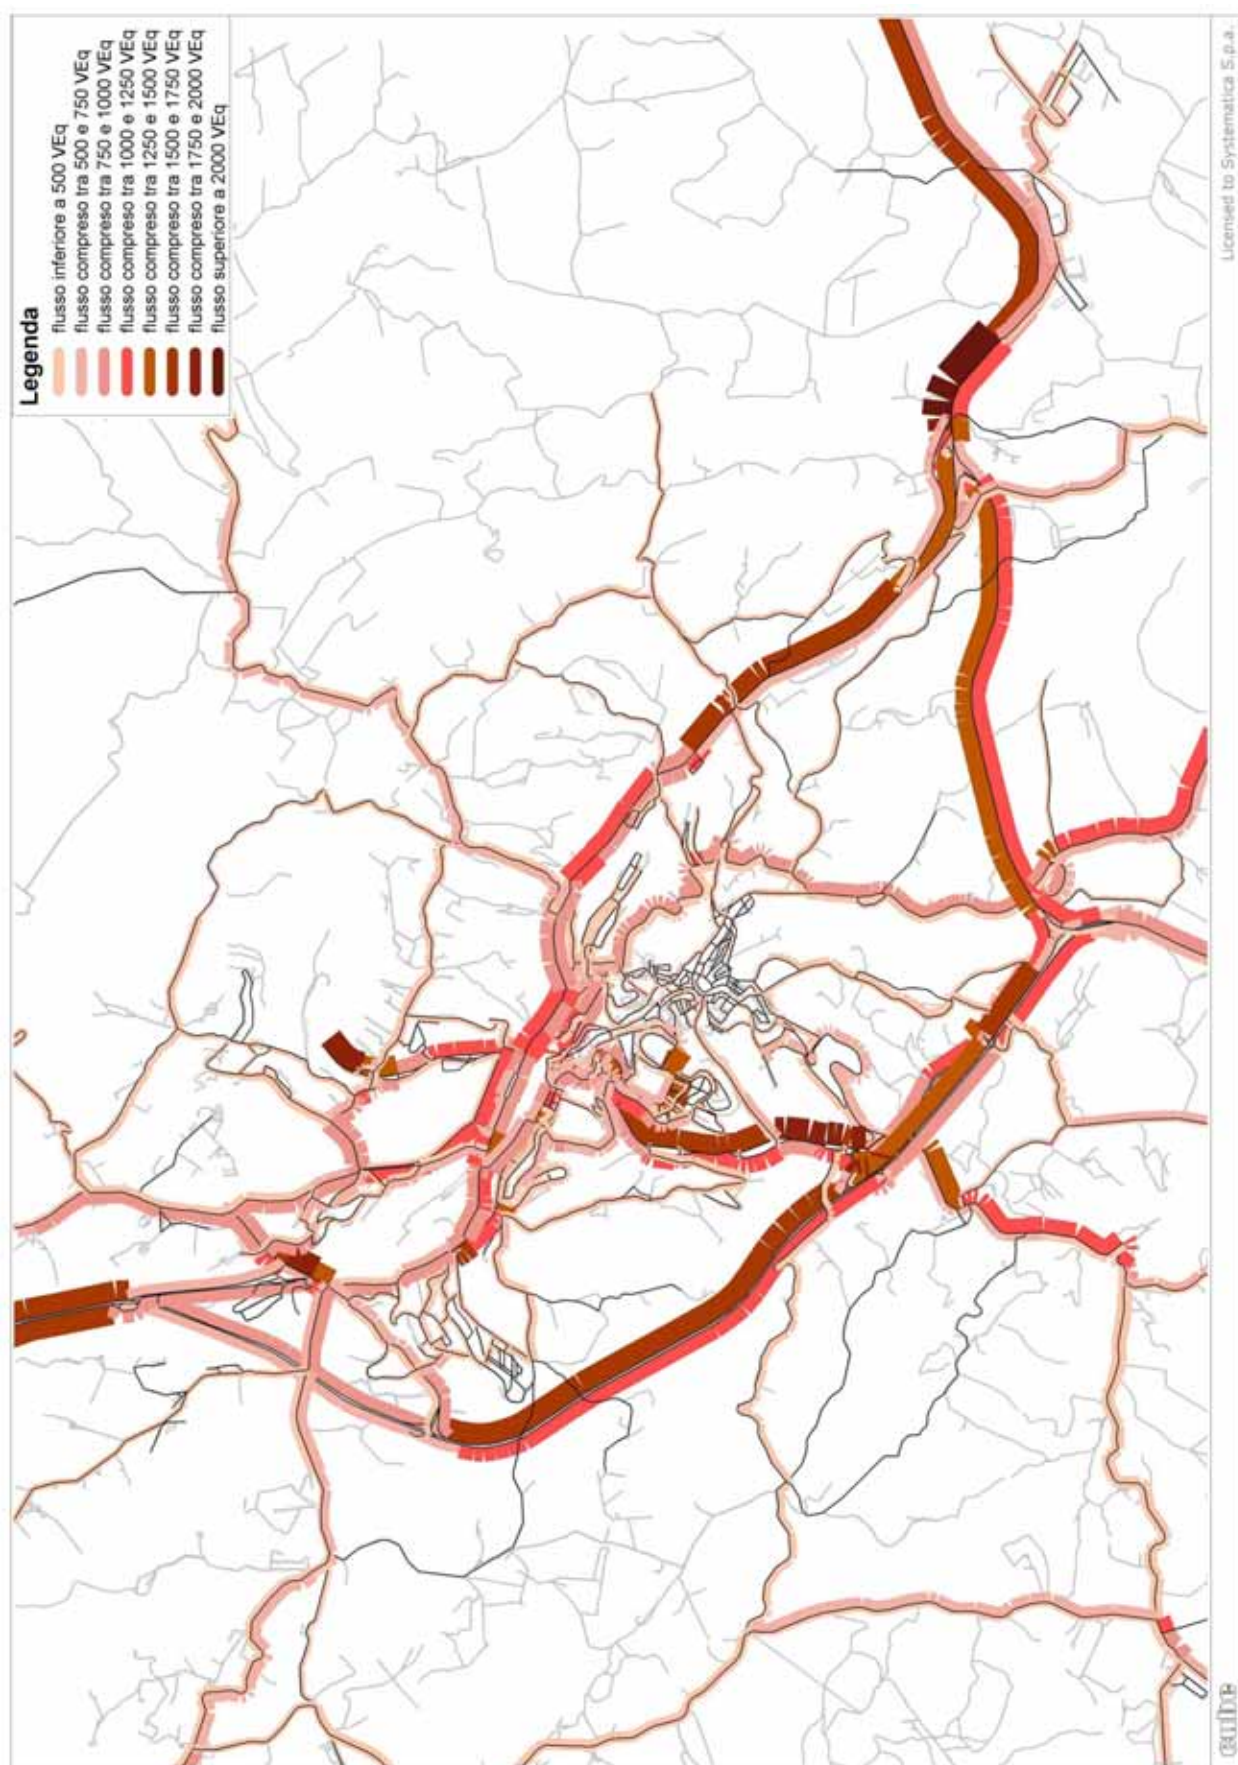 Legenda
flusso inferiore a 500 VEq
flusso compreso tra 500 e 750 VEq
flusso compreso tra 750 e 1000 VEq
flusso compreso tra 1000 e 1250 VEq
flusso compreso tra 1250 e 1500 VEq
flusso compreso tra 1500 e 1750 VEq
flusso compreso tra 1750 e 2000 VEq
flusso superiore a 2000 VEq
Licensed to Systematica S.p.a.
cube